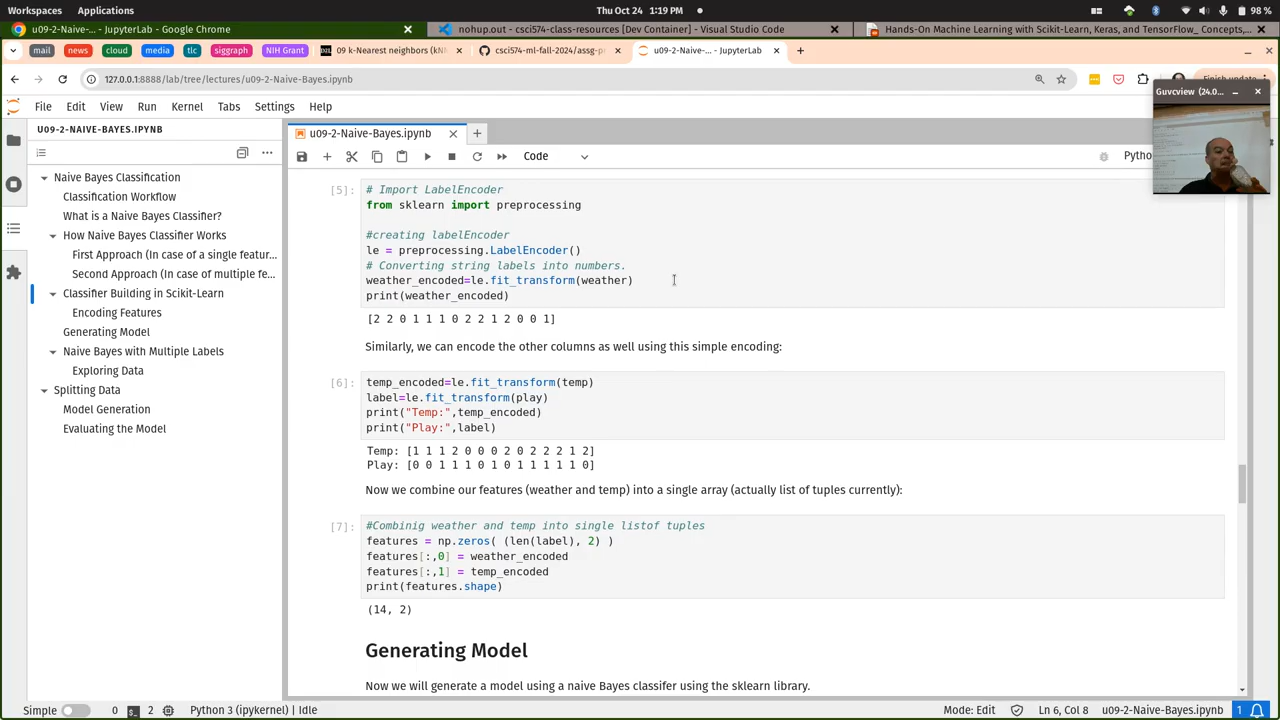 Workspaces Applications Thu Oct 24 1:19 PM 98 %
u09-2-Naive-... - JupyterLab - Google Chrome
nohup.out - csci574-class-resources [Dev Container] - Visual Studio Code
Hands-On Machine Learning with Scikit-Learn, Keras, and TensorFlow_ Concepts,...
mail news cloud media tlc siggraph NIH Grant 09 k-Nearest neighbors (kNN csci574-ml-fall-2024/assg-p u09-2-Naive-... - JupyterLab
127.0.0.1:8888/lab/tree/lectures/u09-2-Naive-Bayes.ipynb
Finish update
Guvcview (24.0...
File Edit View Run Kernel Tabs Settings Help
U09-2-NAIVE-BAYES.IPYNB
u09-2-Naive-Bayes.ipynb
Code
Pytho
Naive Bayes Classification
Classification Workflow
What is a Naive Bayes Classifier?
How Naive Bayes Classifier Works
First Approach (In case of a single featur...
Second Approach (In case of multiple fe...
Classifier Building in Scikit-Learn
Encoding Features
Generating Model
Naive Bayes with Multiple Labels
Exploring Data
Splitting Data
Model Generation
Evaluating the Model
[5]: # Import LabelEncoder
from sklearn import preprocessing
#creating labelEncoder
le = preprocessing.LabelEncoder()
# Converting string labels into numbers.
weather_encoded=le.fit_transform(weather)
print(weather_encoded)
[2 2 0 1 1 1 0 2 2 1 2 0 0 1]
Similarly, we can encode the other columns as well using this simple encoding:
[6]: temp_encoded=le.fit_transform(temp)
label=le.fit_transform(play)
print("Temp:",temp_encoded)
print("Play:",label)
Temp: [1 1 1 2 0 0 0 2 0 2 2 2 1 2]
Play: [0 0 1 1 1 0 1 0 1 1 1 1 1 0]
Now we combine our features (weather and temp) into a single array (actually list of tuples currently):
[7]: #Combinig weather and temp into single listof tuples
features = np.zeros( (len(label), 2) )
features[:,0] = weather_encoded
features[:,1] = temp_encoded
print(features.shape)
(14, 2)
Generating Model
Now we will generate a model using a naive Bayes classifer using the sklearn library.
Simple 0 2 Python 3 (ipykernel) | Idle Mode: Edit Ln 6, Col 8 u09-2-Naive-Bayes.ipynb 1